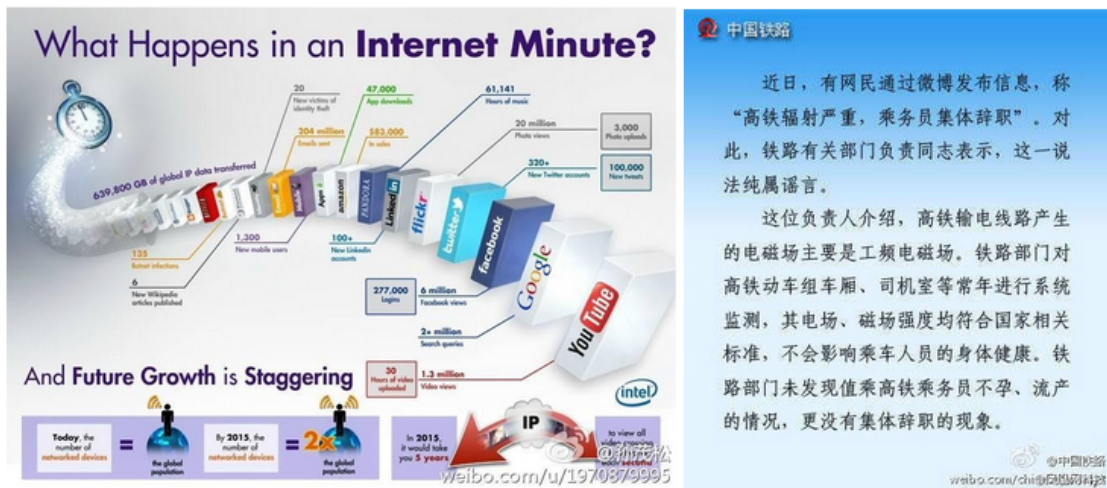 What Happens in an Internet Minute?
20
New victims of
identity theft
47,000
App downloads
61,141
Hours of music
204 million
Emails sent
$83,000
In sales
20 million
Photo views
3,000
Photo uploads
320+
New Twitter accounts
100,000
New tweets
639,800 GB of global IP data transferred
Apps
amazon
PANDORA
Linked in
flickr
twitter
facebook
Google
YouTube
135
Botnet infections
6
New Wikipedia
articles published
1,300
New mobile users
100+
New LinkedIn
accounts
277,000
Logins
6 million
Facebook views
2+ million
Search queries
30
Hours of video
uploaded
1.3 million
Video views
And Future Growth is Staggering
intel
Today, the
number of
networked devices
=
the global
population
By 2015, the
number of
networked devices
=
2x
the global
population
In 2015,
it would take
you 5 years
IP
to view all
video crossing
each second
@孙茂松
weibo.com/u/1970879995
中国铁路
近日，有网民通过微博发布信息，称
“高铁辐射严重，乘务员集体辞职”。对
此，铁路有关部门负责同志表示，这一说
法纯属谣言。
这位负责人介绍，高铁输电线路产生
的电磁场主要是工频电磁场。铁路部门对
高铁动车组车厢、司机室等常年进行系统
监测，其电场、磁场强度均符合国家相关
标准，不会影响乘车人员的身体健康。铁
路部门未发现值乘高铁乘务员不孕、流产
的情况，更没有集体辞职的现象。
@中国铁路